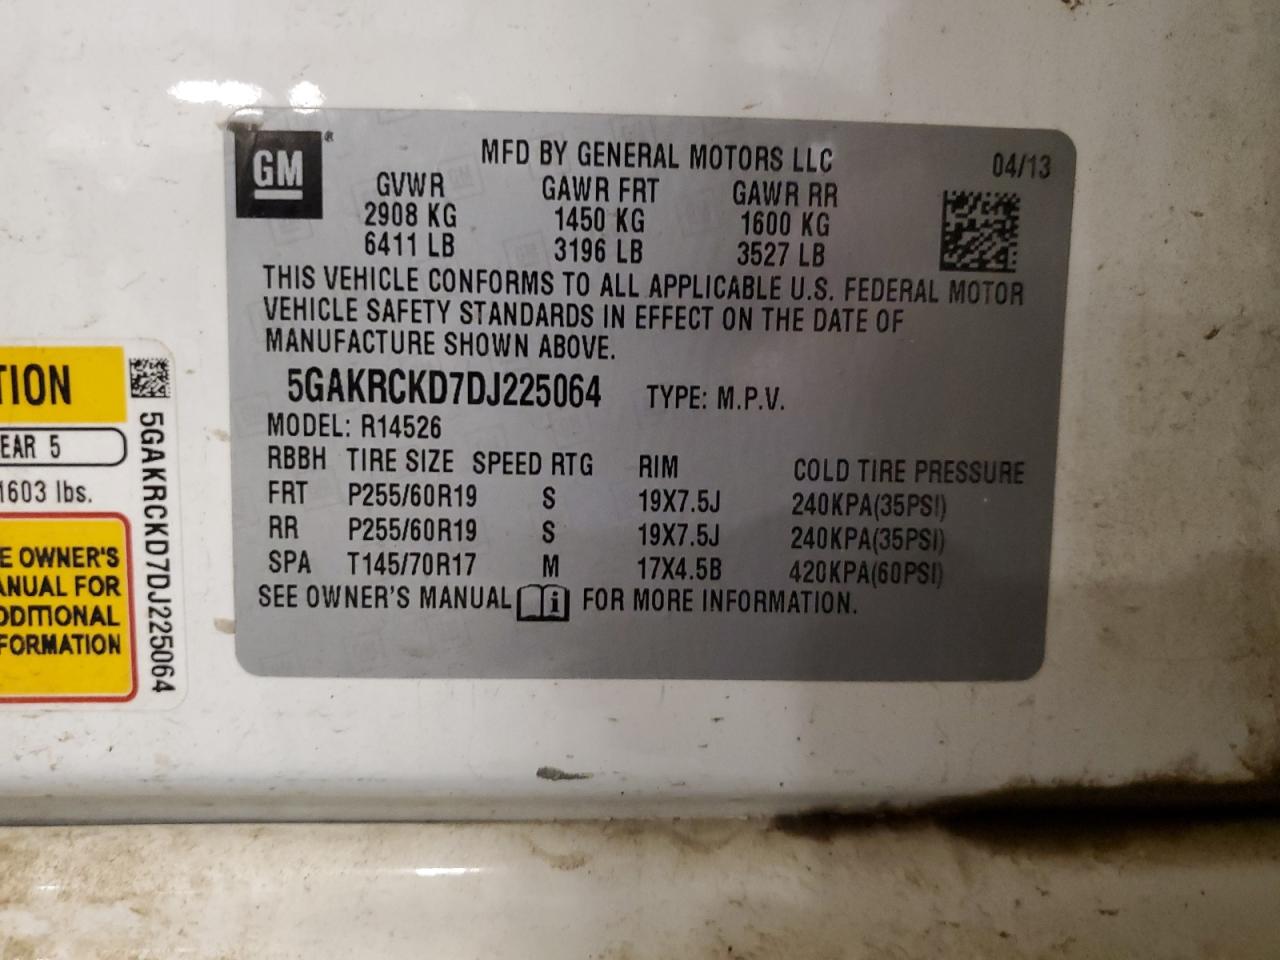 GM®
MFD BY GENERAL MOTORS LLC 04/13
GVWR GAWR FRT GAWR RR
2908 KG 1450 KG 1600 KG
6411 LB 3196 LB 3527 LB
THIS VEHICLE CONFORMS TO ALL APPLICABLE U.S. FEDERAL MOTOR
VEHICLE SAFETY STANDARDS IN EFFECT ON THE DATE OF
MANUFACTURE SHOWN ABOVE.
5GAKRCKD7DJ225064 TYPE: M.P.V.
MODEL: R14526
RBBH TIRE SIZE SPEED RTG RIM COLD TIRE PRESSURE
FRT P255/60R19 S 19X7.5J 240KPA(35PSI)
RR P255/60R19 S 19X7.5J 240KPA(35PSI)
SPA T145/70R17 M 17X4.5B 420KPA(60PSI)
SEE OWNER'S MANUAL i FOR MORE INFORMATION.
TION
EAR 5
1603 lbs.
E OWNER'S
ANUAL FOR
DDITIONAL
FORMATION
5GAKRCKD7DJ225064